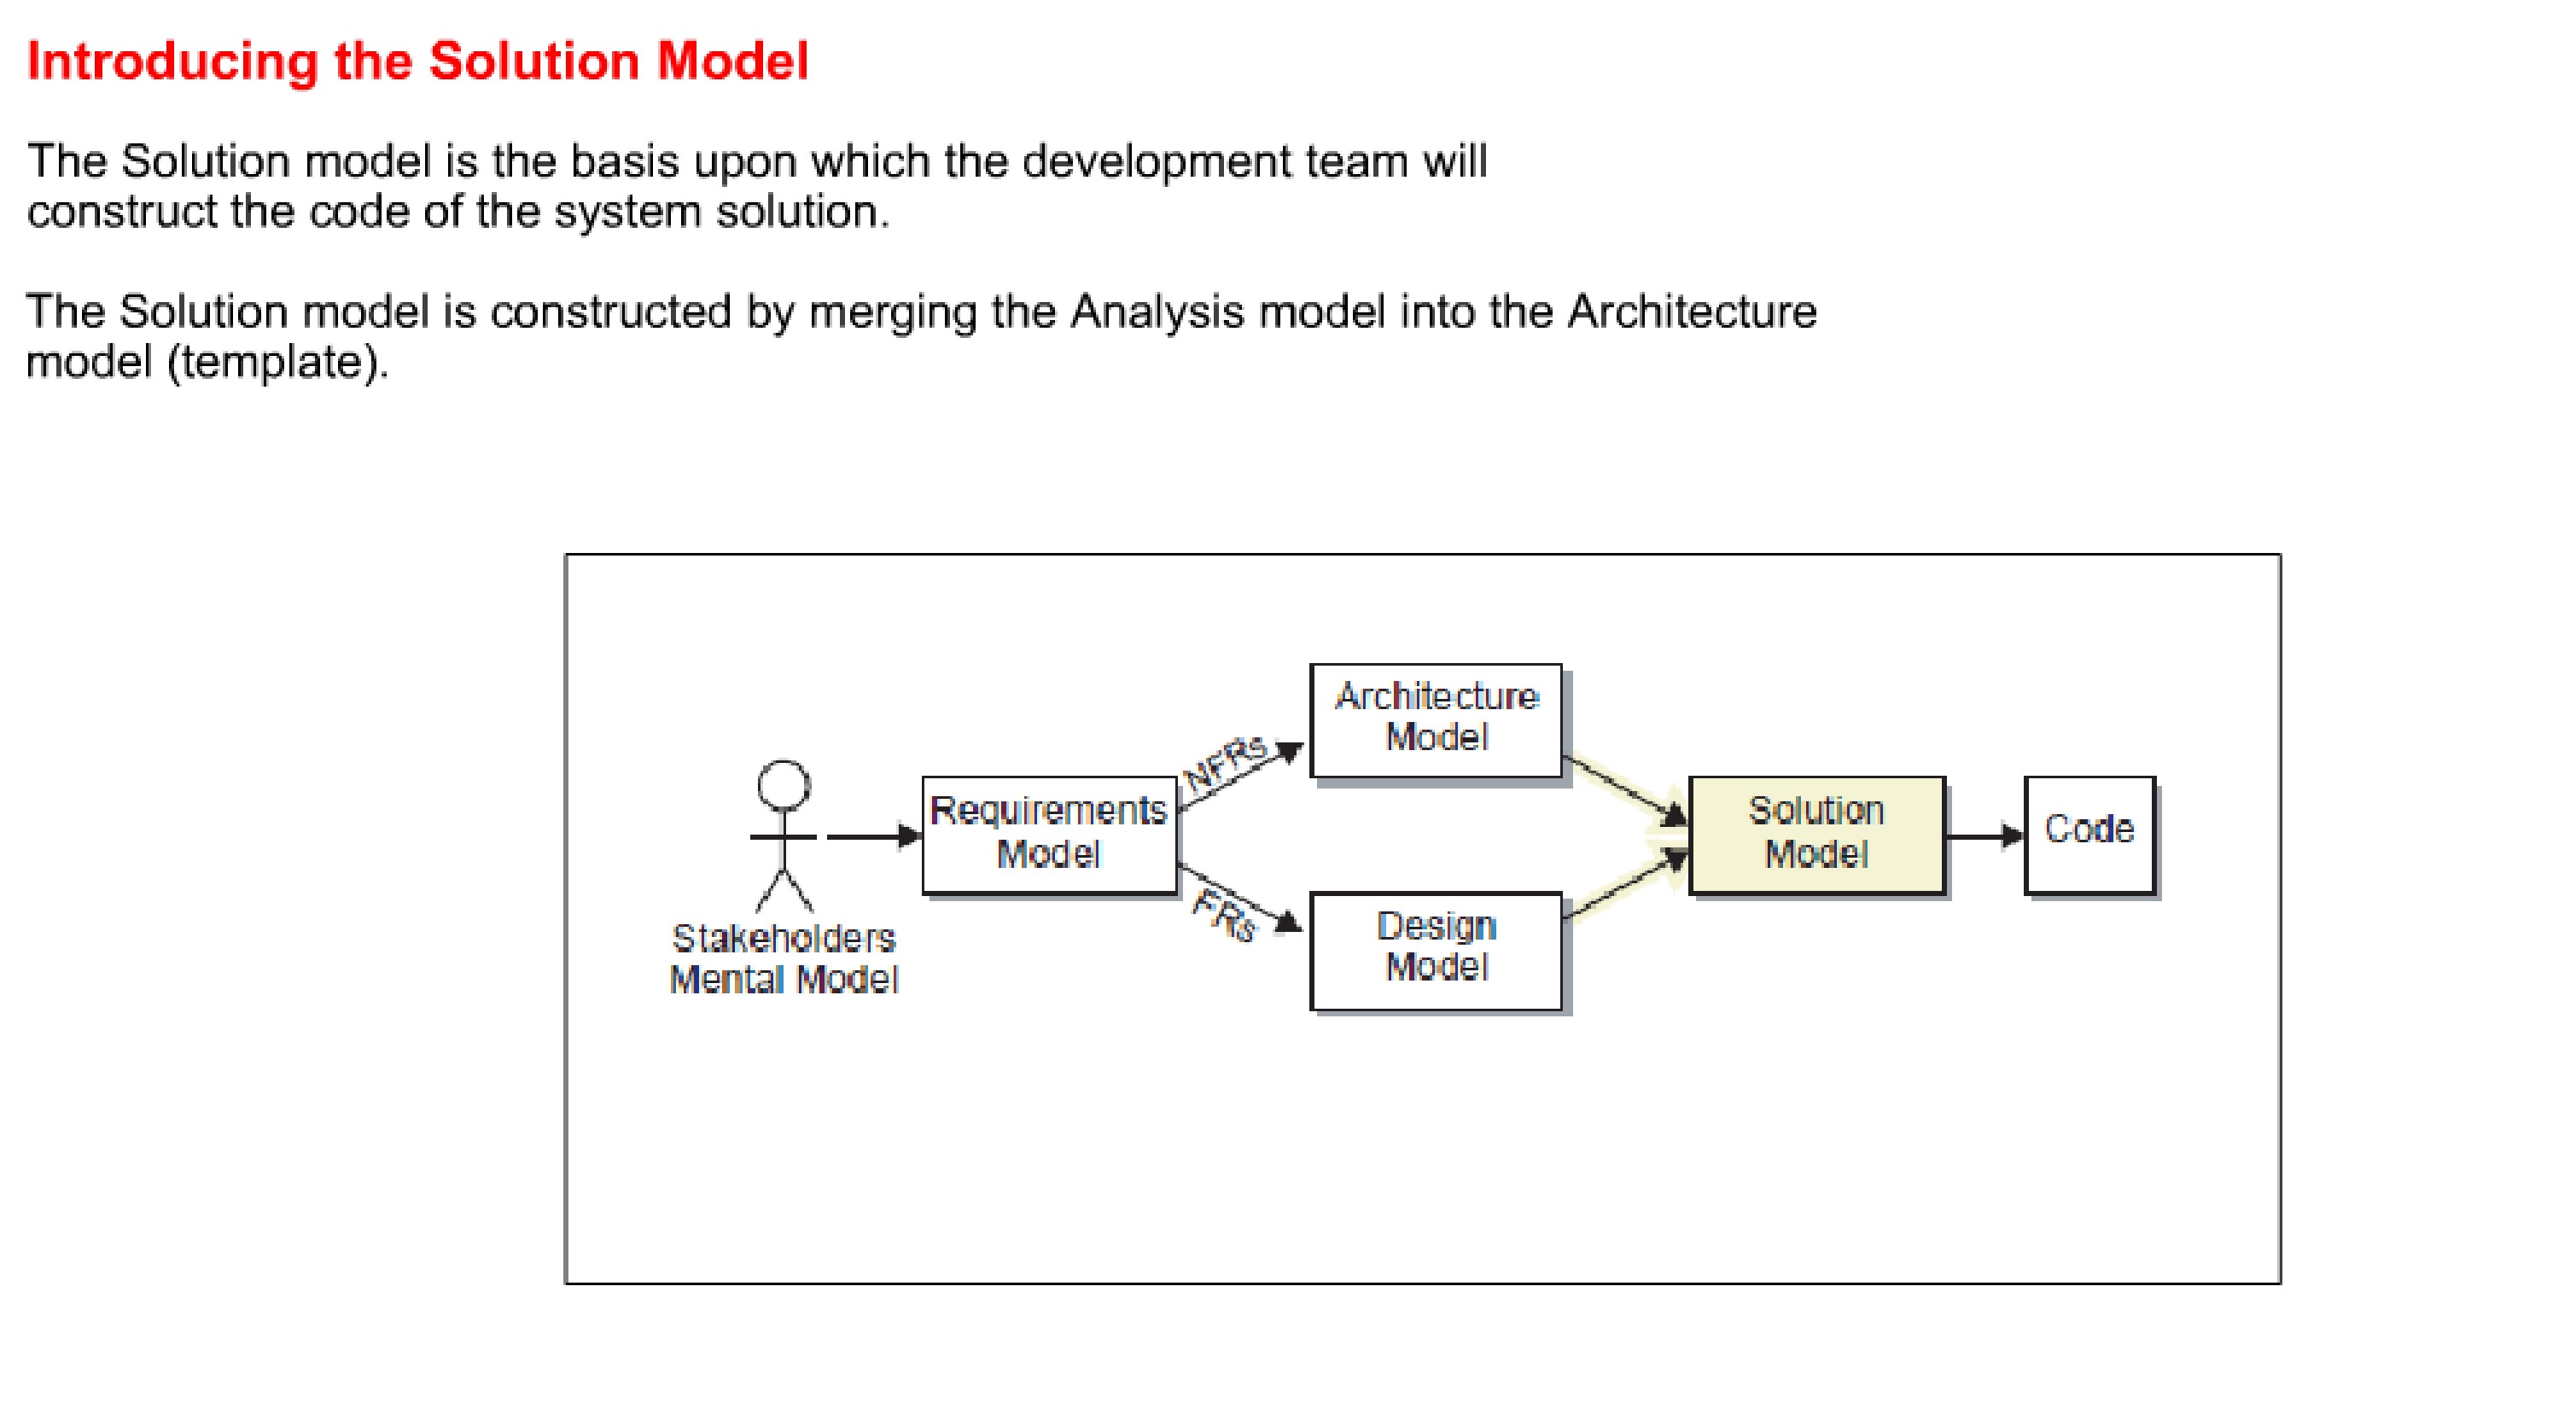 Introducing the Solution Model
The Solution model is the basis upon which the development team will
construct the code of the system solution.
The Solution model is constructed by merging the Analysis model into the Architecture
model (template).
Architecture
Model
NFRs
Requirements
Model
Solution
Model
Code
FRs
Design
Model
Stakeholders
Mental Model